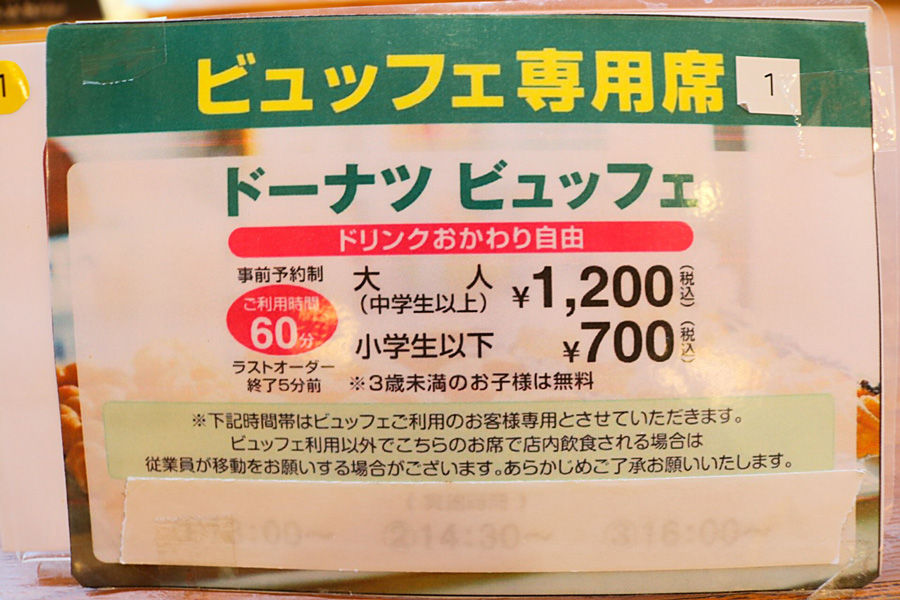 1
ビュッフェ専用席
1
ドーナツ ビュッフェ
ドリンクおかわり自由
事前予約制
ご利用時間
60分
ラストオーダー
終了5分前
大人
(中学生以上)
¥1,200(税込)
小学生以下 ¥700(税込)
※3歳未満のお子様は無料
※下記時間帯はビュッフェご利用のお客様専用とさせていただきます。
ビュッフェ利用以外でこちらのお席で店内飲食される場合は
従業員が移動をお願いする場合がございます。あらかじめご了承お願いいたします。
②14:30〜
③16:00〜